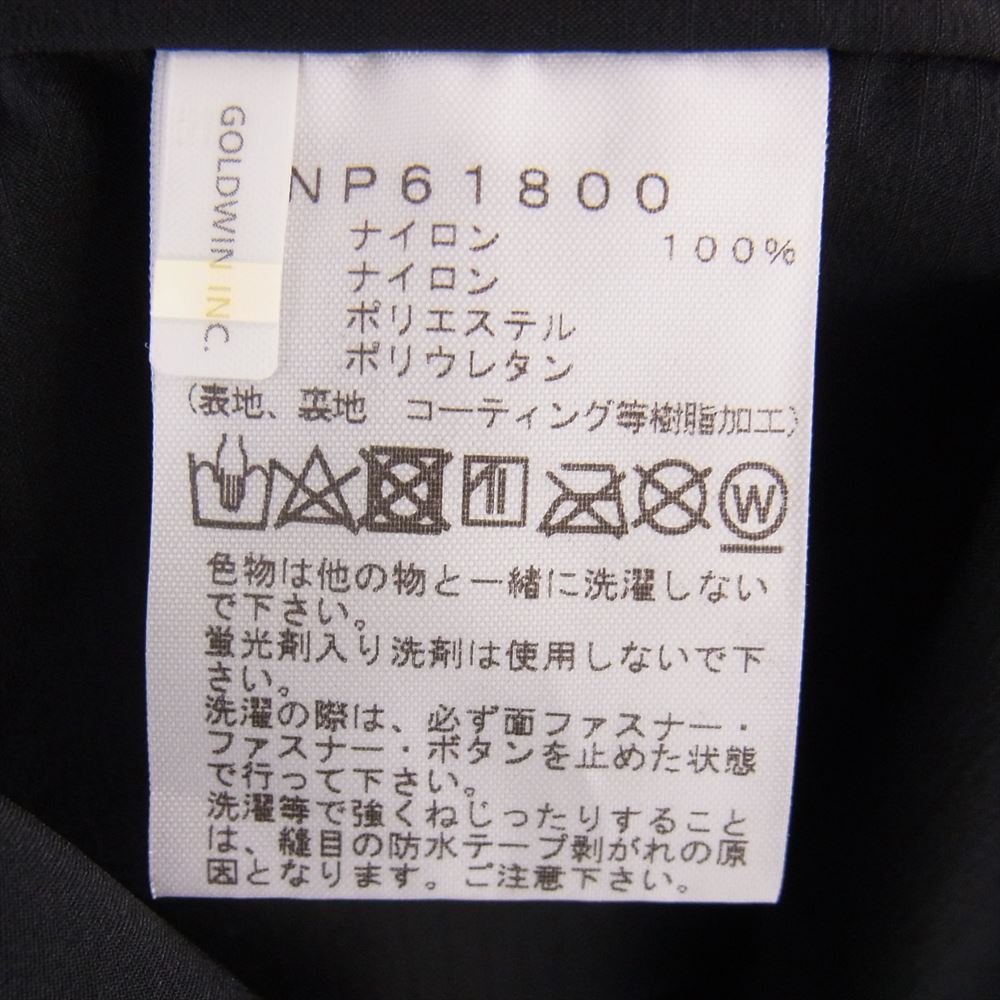 GOLDWIN INC.
NP61800
ナイロン 100%
ナイロン
ポリエステル
ポリウレタン
(表地、裏地 コーティング等樹脂加工)
W
色物は他の物と一緒に洗濯しない
で下さい。
蛍光剤入り洗剤は使用しないで下
さい。
洗濯の際は、必ず面ファスナー・
ファスナー・ボタンを止めた状態
で行って下さい。
洗濯等で強くねじったりすること
は、縫目の防水テープ剥がれの原
因となります。ご注意下さい。